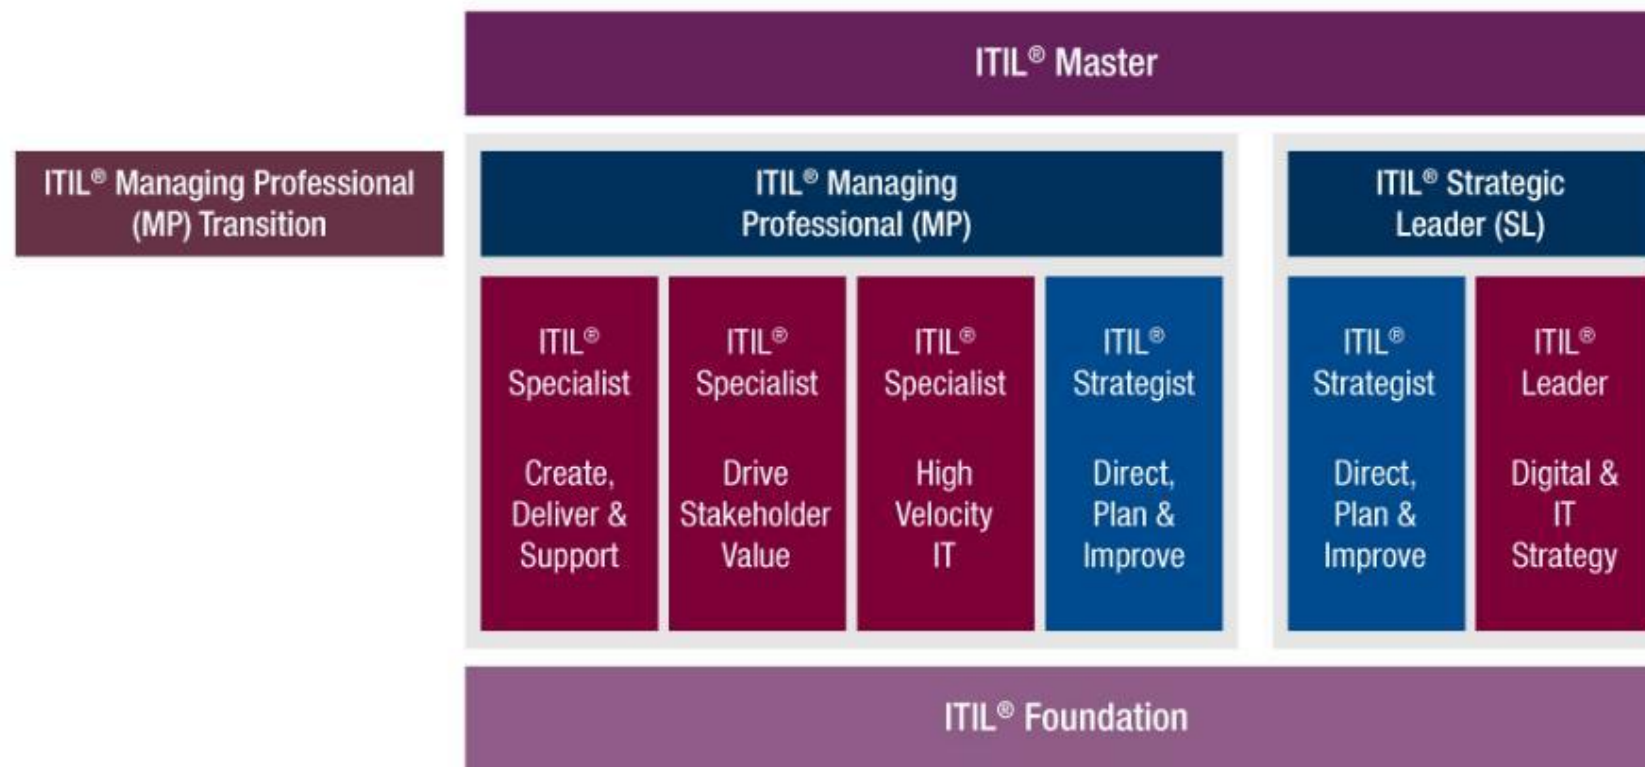 ITIL® Master
ITIL® Managing Professional
(MP) Transition
ITIL® Managing
Professional (MP)
ITIL® Strategic
Leader (SL)
ITIL®
Specialist
Create,
Deliver &
Support
ITIL®
Specialist
Drive
Stakeholder
Value
ITIL®
Specialist
High
Velocity
IT
ITIL®
Strategist
Direct,
Plan &
Improve
ITIL®
Strategist
Direct,
Plan &
Improve
ITIL®
Leader
Digital &
IT
Strategy
ITIL® Foundation